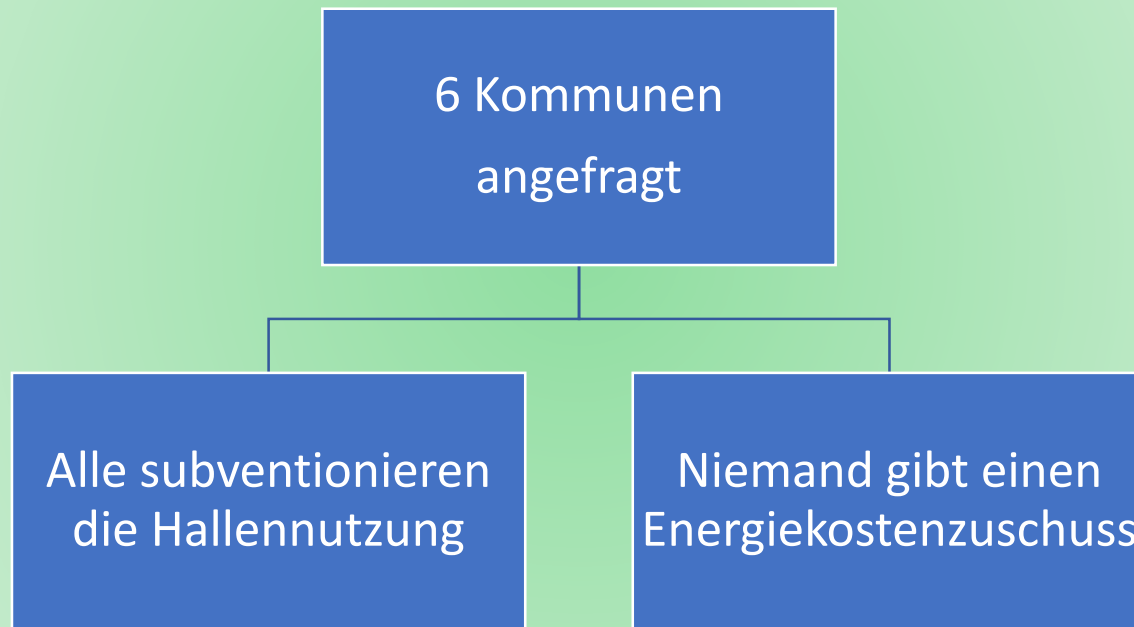 6 Kommunen
angefragt
Alle subventionieren
die Hallennutzung
Niemand gibt einen
Energiekostenzuschuss